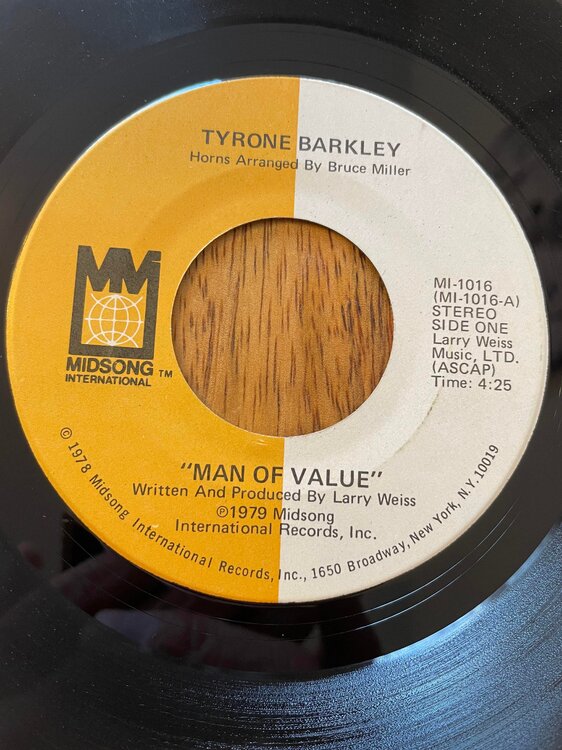 TYRONE BARKLEY
Horns Arranged By Bruce Miller
MM
MIDSONG TM
INTERNATIONAL
MI-1016
(MI-1016-A)
STEREO
SIDE ONE
Larry Weiss
Music, LTD.
(ASCAP)
Time: 4:25
"MAN OF VALUE"
Written And Produced By Larry Weiss
℗1979 Midsong
International Records, Inc.
© 1978 Midsong International Records, Inc., 1650 Broadway, New York, N.Y. 10019